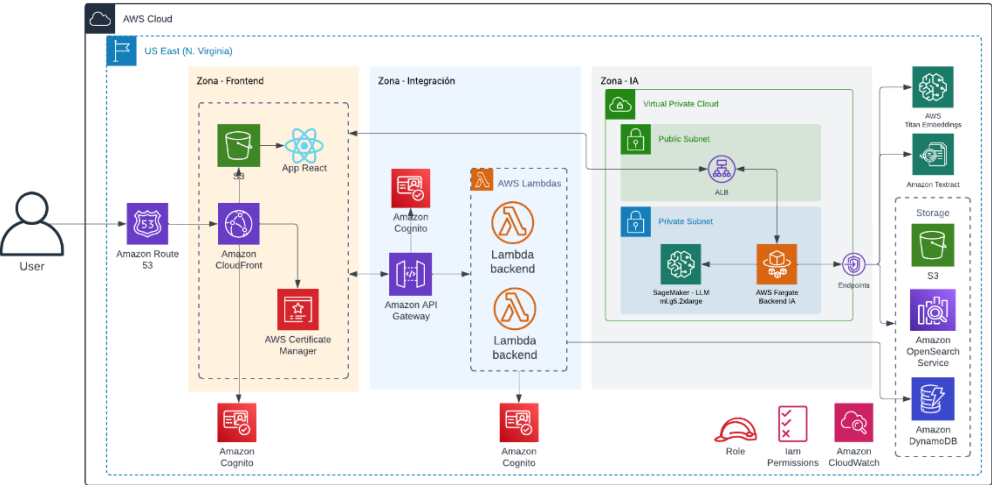 AWS Cloud
US East (N. Virginia)
Zona - Frontend
S3
App React
User
Amazon Route
53
Amazon
CloudFront
AWS Certificate
Manager
Amazon
Cognito
Zona - Integración
Amazon
Cognito
Amazon API
Gateway
AWS Lambdas
Lambda
backend
Lambda
backend
Amazon
Cognito
Zona - IA
Virtual Private Cloud
Public Subnet
ALB
Private Subnet
SageMaker - LLM
ml.g5.2xlarge
AWS Fargate
Backend IA
Endpoints
AWS
Titan Embeddings
Amazon Textract
Storage
S3
Amazon
OpenSearch
Service
Amazon
DynamoDB
Role
Iam
Permissions
Amazon
CloudWatch
53